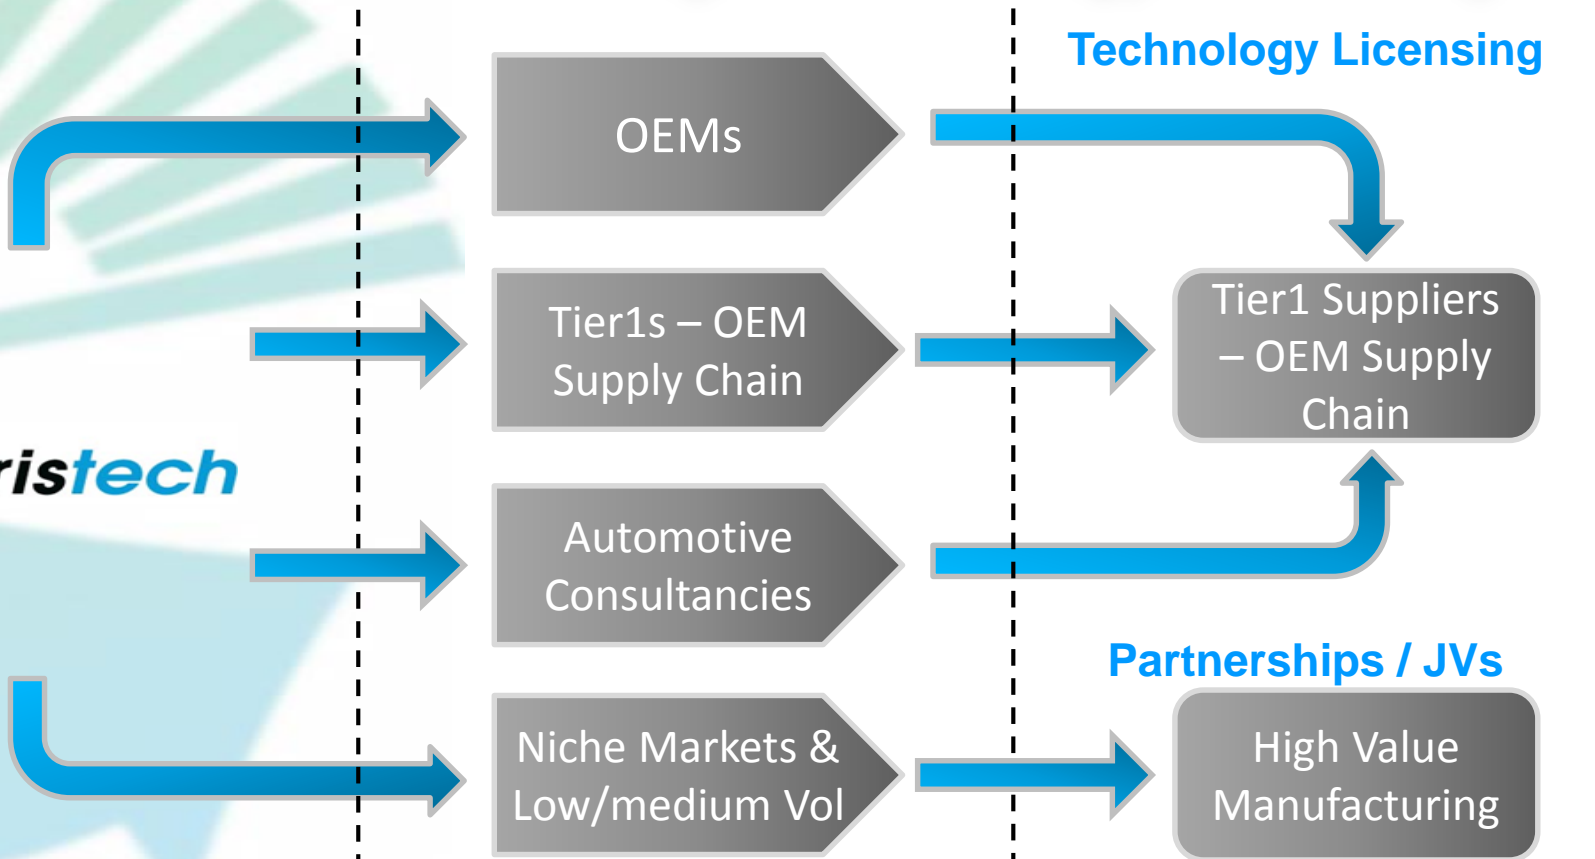 Technology Licensing
OEMs
Tier1s – OEM
Supply Chain
Tier1 Suppliers
– OEM Supply
Chain
ristech
Automotive
Consultancies
Partnerships / JVs
Niche Markets &
Low/medium Vol
High Value
Manufacturing